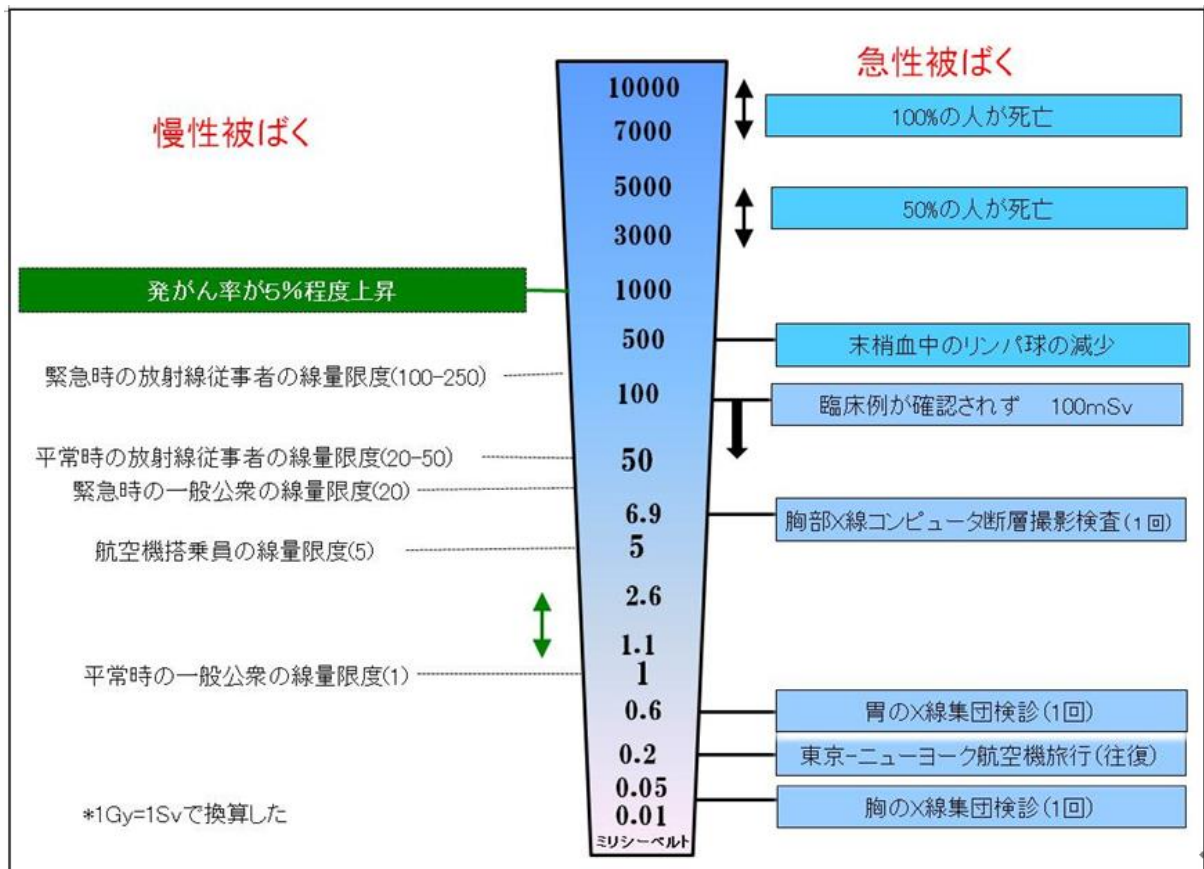 慢性被ばく
発がん率が5%程度上昇
緊急時の放射線従事者の線量限度(100-250)
平常時の放射線従事者の線量限度(20-50)
緊急時の一般公衆の線量限度(20)
航空機搭乗員の線量限度(5)
平常時の一般公衆の線量限度(1)
*1Gy=1Svで換算した
10000
7000
5000
3000
1000
500
100
50
6.9
5
2.6
1.1
1
0.6
0.2
0.05
0.01
ミリシーベルト
急性被ばく
100%の人が死亡
50%の人が死亡
末梢血中のリンパ球の減少
臨床例が確認されず 100mSv
胸部X線コンピュータ断層撮影検査(1回)
胃のX線集団検診(1回)
東京-ニューヨーク航空機旅行(往復)
胸のX線集団検診(1回)